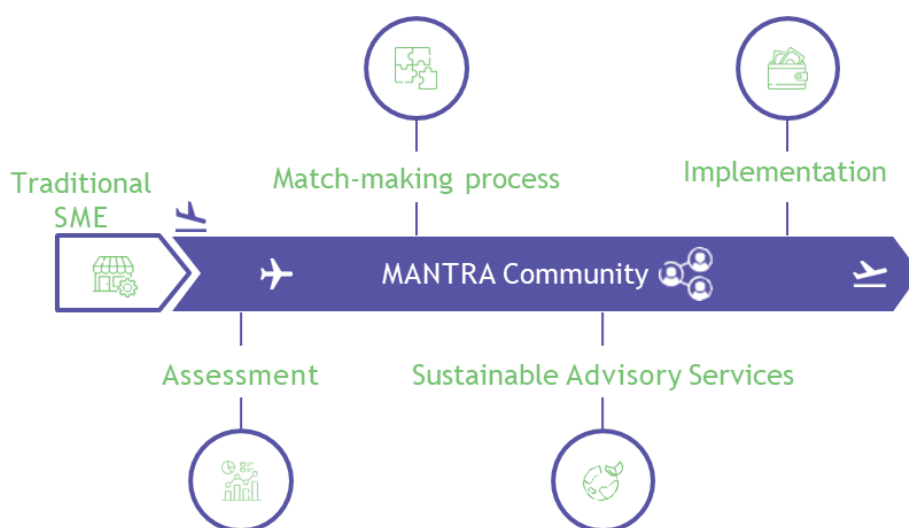 Traditional
SME
Match-making process
Implementation
MANTRA Community
Assessment
Sustainable Advisory Services